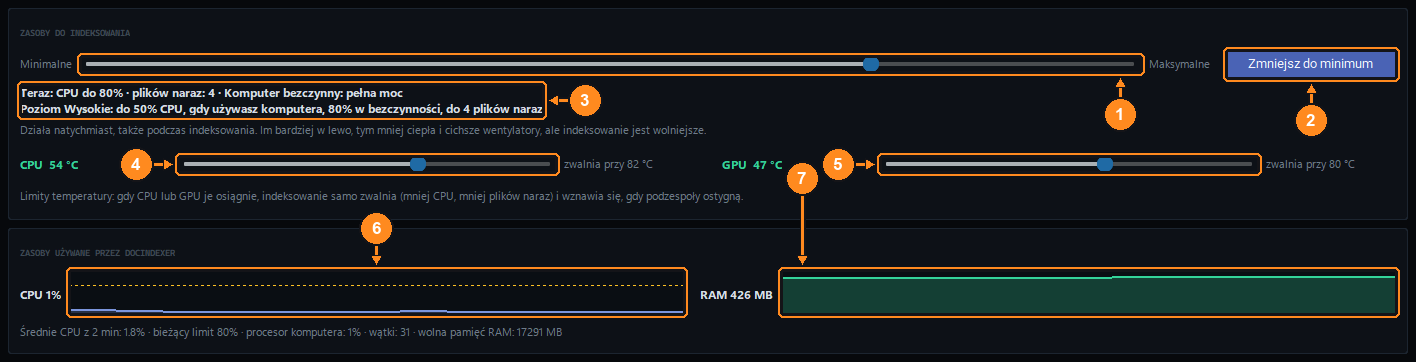 ZASOBY DO INDEKSOWANIA
Minimalne
Maksymalne
Zmniejsz do minimum
Teraz: CPU do 80% · plików naraz: 4 · Komputer bezczynny: pełna moc
Poziom Wysokie: do 50% CPU, gdy używasz komputera, 80% w bezczynności, do 4 plików naraz
3
1
2
Działa natychmiast, także podczas indeksowania. Im bardziej w lewo, tym mniej ciepła i cichsze wentylatory, ale indeksowanie jest wolniejsze.
CPU 54 °C
4
zwalnia przy 82 °C
GPU 47 °C
5
zwalnia przy 80 °C
7
Limity temperatury: gdy CPU lub GPU je osiągnie, indeksowanie samo zwalnia (mniej CPU, mniej plików naraz) i wznawia się, gdy podzespoły ostygną.
6
ZASOBY UŻYWANE PRZEZ DOCINDEXER
CPU 1%
RAM 426 MB
Średnie CPU z 2 min: 1.8% · bieżący limit 80% · procesor komputera: 1% · wątki: 31 · wolna pamięć RAM: 17291 MB